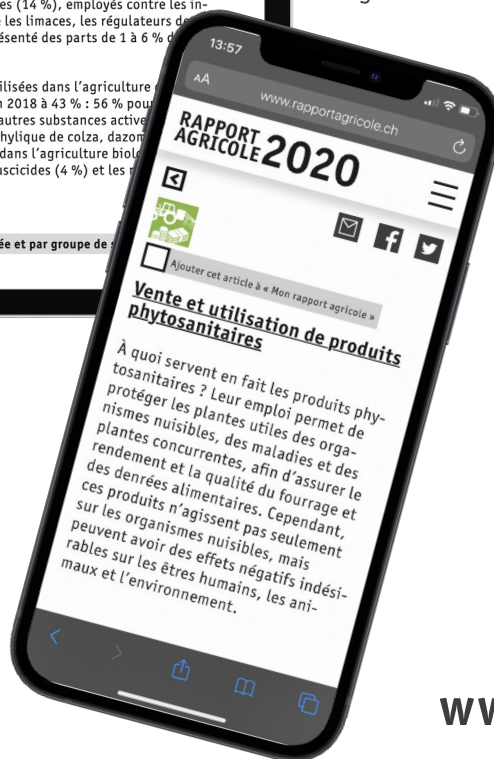 es (14 %), employés contre les in-
les limaces, les régulateurs de
ésenté des parts de 1 à 6 %
ilisées dans l'agriculture
n 2018 à 43 % : 56 % pour
autres substances active
hylique de colza, dazom
dans l'agriculture biolo
uscicides (4 %) et les
ée et par groupe de s
13:57
AA
www.rapportagricole.ch
RAPPORT
AGRICOLE 2020
Ajouter cet article à « Mon rapport agricole »
Vente et utilisation de produits
phytosanitaires
À quoi servent en fait les produits phy-
tosanitaires ? Leur emploi permet de
protéger les plantes utiles des orga-
nismes nuisibles, des maladies et des
plantes concurrentes, afin d'assurer le
rendement et la qualité du fourrage et
des denrées alimentaires. Cependant,
ces produits n'agissent pas seulement
sur les organismes nuisibles, mais
peuvent avoir des effets négatifs indési-
rables sur les êtres humains, les ani-
maux et l'environnement.
ww